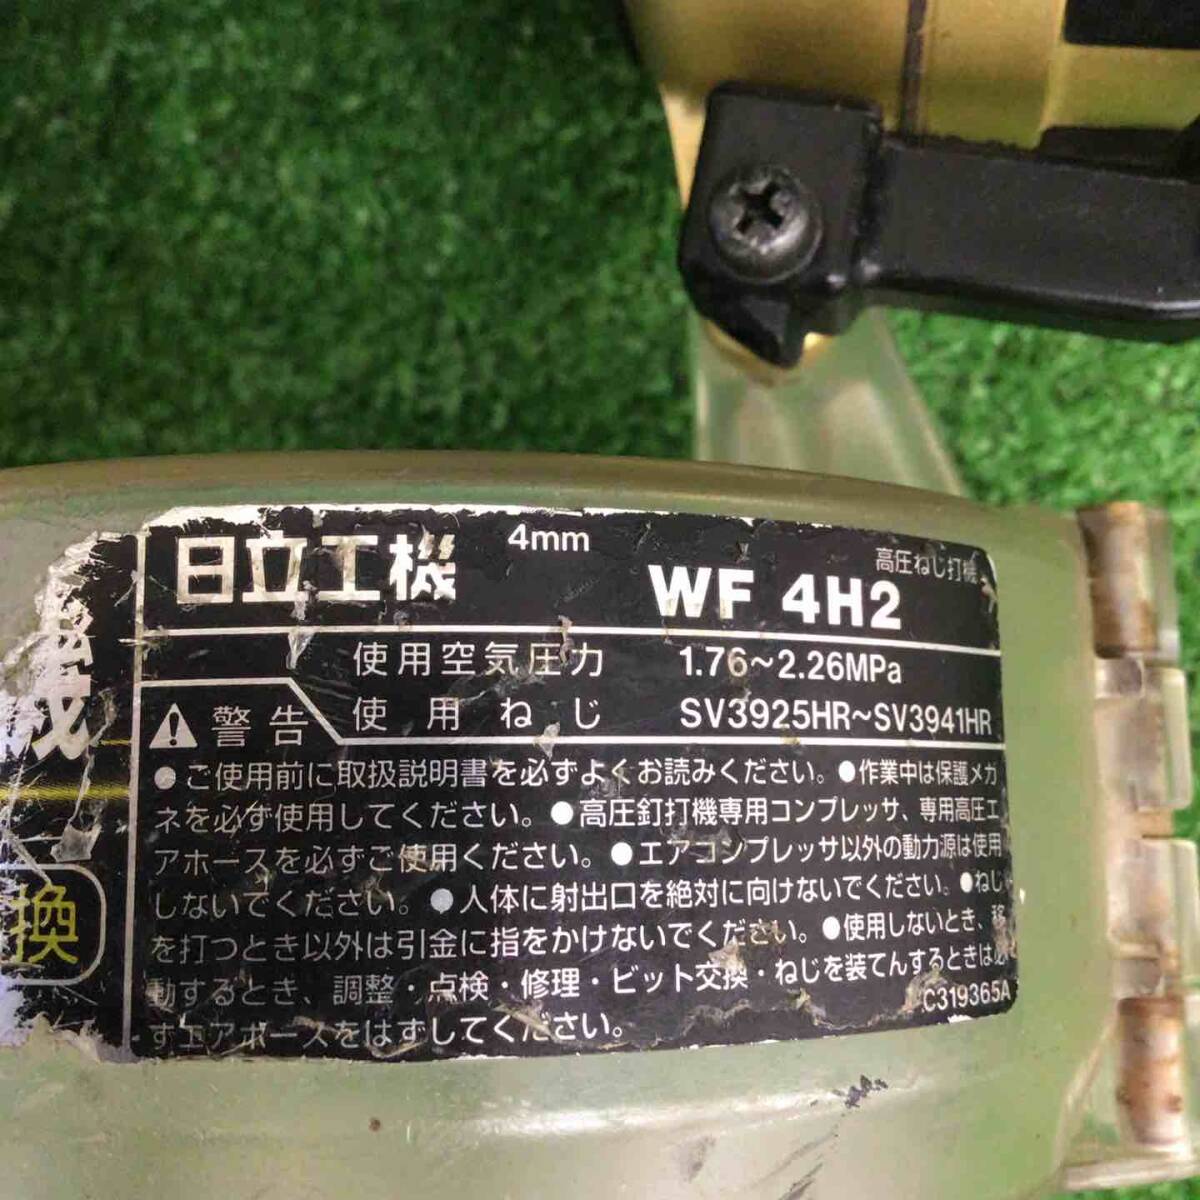 日立工機 4mm 高圧ねじ打機
WF 4H2
使用空気圧力 1.76～2.26MPa
警告 使用ねじ SV3925HR～SV3941HR
●ご使用前に取扱説明書を必ずよくお読みください。●作業中は保護メガ
ネを必ず使用してください。●高圧釘打機専用コンプレッサ、専用高圧エ
アホースを必ずご使用ください。●エアコンプレッサ以外の動力源は使用
しないでください。●人体に射出口を絶対に向けないでください。●ねじ
を打つとき以外は引金に指をかけないでください。●使用しないとき、移
動するとき、調整・点検・修理・ビット交換・ねじを装てんするときは必
ずエアホースをはずしてください。
C319365A
機
換